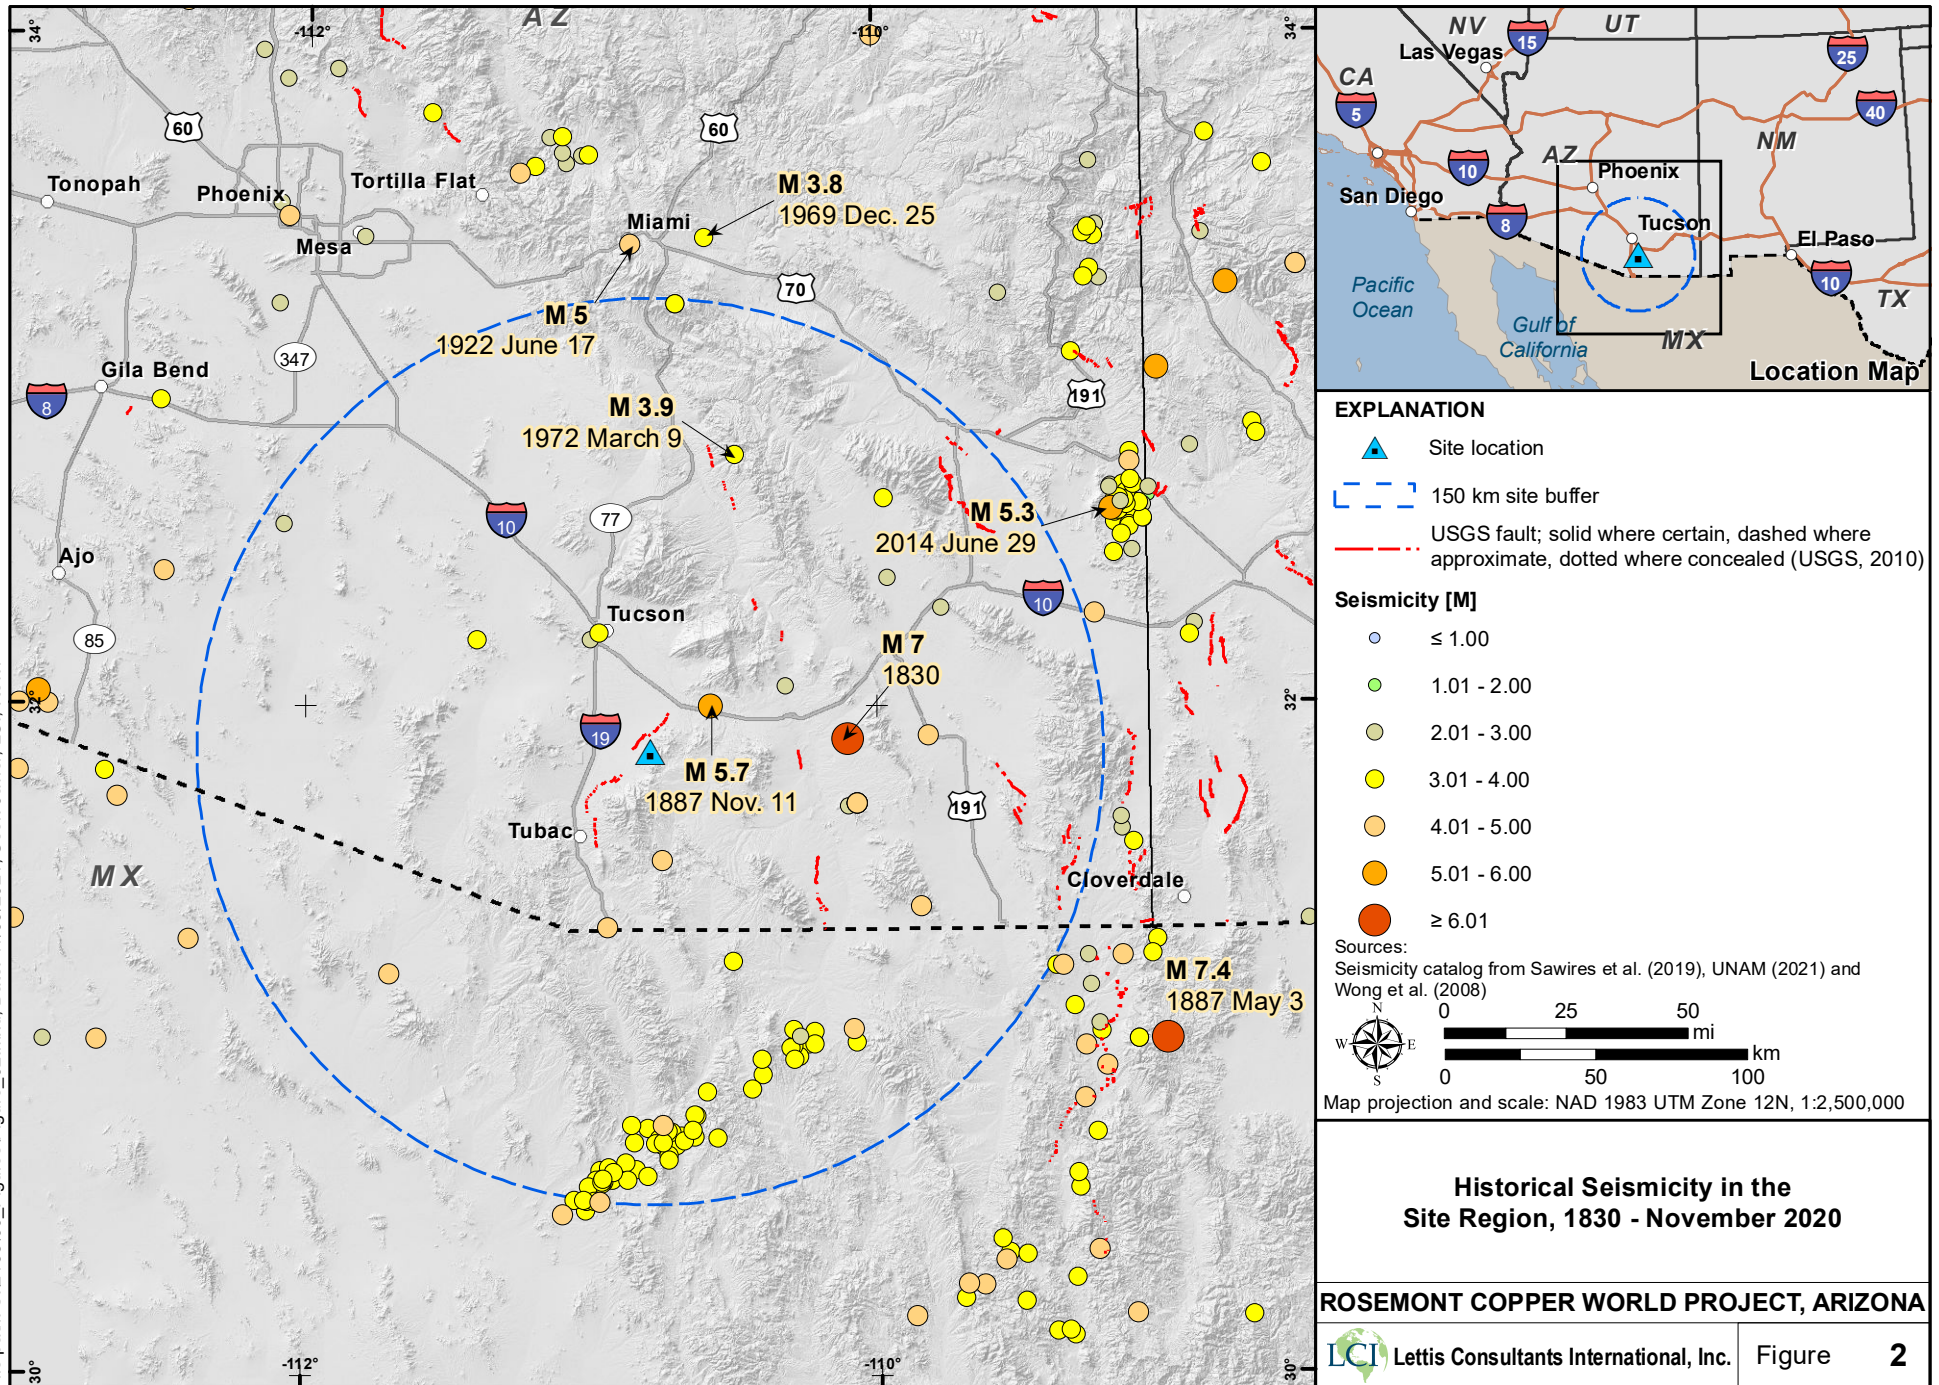 AZ
-112°
-110°
34°
34°
60
60
Tonopah
Phoenix
Tortilla Flat
Mesa
Miami
M 3.8
1969 Dec. 25
70
M 5
1922 June 17
347
Gila Bend
8
191
M 3.9
1972 March 9
10
77
M 5.3
2014 June 29
Ajo
85
10
Tucson
M 7
1830
32°
32°
19
M 5.7
1887 Nov. 11
191
Tubac
MX
Cloverdale
M 7.4
1887 May 3
30°
30°
-112°
-110°
NV
UT
15
25
Las Vegas
CA
5
40
NM
AZ
10
Phoenix
San Diego
8
Tucson
El Paso
10
TX
Pacific
Ocean
Gulf of
California
MX
Location Map
EXPLANATION
Site location
150 km site buffer
USGS fault; solid where certain, dashed where
approximate, dotted where concealed (USGS, 2010)
Seismicity [M]
≤ 1.00
1.01 - 2.00
2.01 - 3.00
3.01 - 4.00
4.01 - 5.00
5.01 - 6.00
≥ 6.01
Sources:
Seismicity catalog from Sawires et al. (2019), UNAM (2021) and
Wong et al. (2008)
N
W E
S
0 25 50
mi
km
0 50 100
Map projection and scale: NAD 1983 UTM Zone 12N, 1:2,500,000
Historical Seismicity in the
Site Region, 1830 - November 2020
ROSEMONT COPPER WORLD PROJECT, ARIZONA
LCI Lettis Consultants International, Inc.
Figure 2